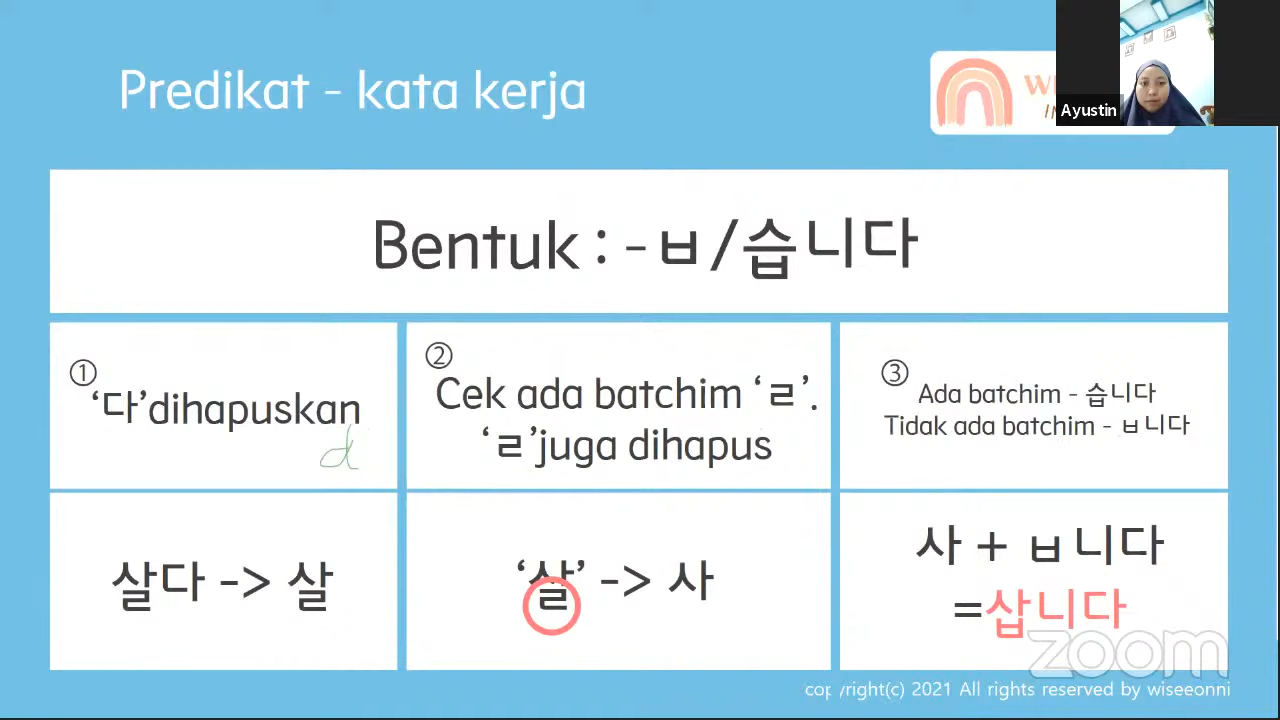 Predikat - kata kerja
Ayustin
Bentuk : -ㅂ/습니다
①
'다'dihapuskan
d
②
Cek ada batchim 'ㄹ'.
'ㄹ'juga dihapus
③
Ada batchim - 습니다
Tidak ada batchim - ㅂ니다
살다 -> 살
'살' -> 사
사 + ㅂ니다
=삽니다
zoom
copyright(c) 2021 All rights reserved by wiseeonni